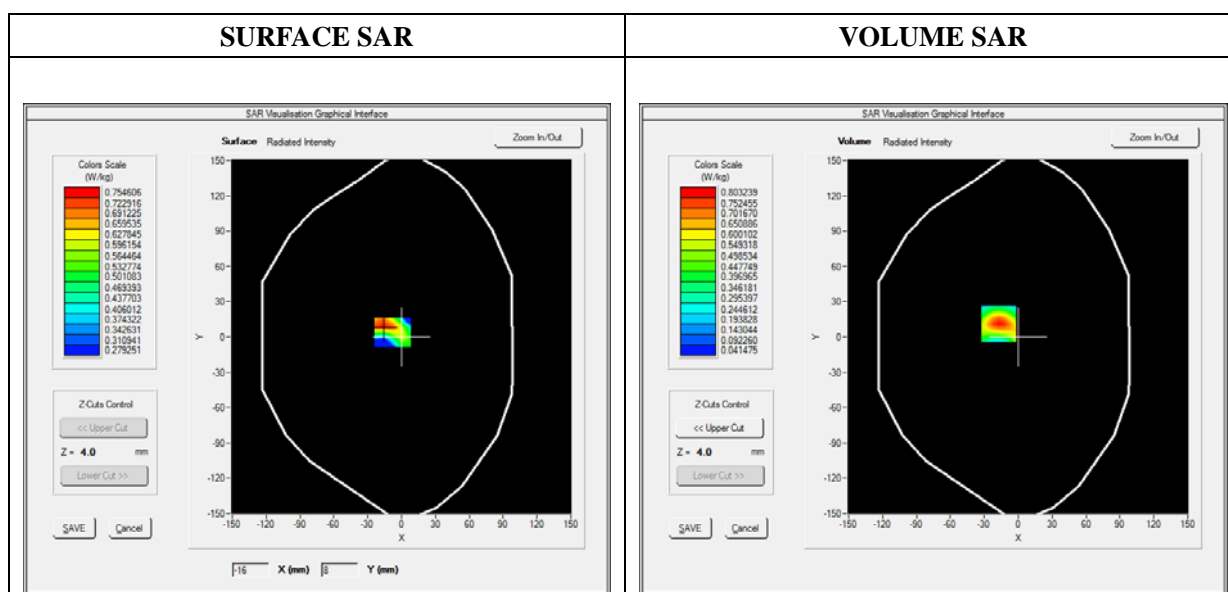 SURFACE SAR
VOLUME SAR
SAR Visualisation Graphical Interface
Surface Radiated Intensity
Zoom In/Out
Colors Scale
(W/kg)
0.754606
0.722916
0.691225
0.659535
0.627845
0.596154
0.564464
0.532774
0.501083
0.469393
0.437703
0.406012
0.374322
0.342631
0.310941
0.279251
150
120
90
60
30
0
-30
-60
-90
-120
-150
Y
-150 -120 -90 -60 -30 0 30 60 90 120 150
X
Z-Cuts Control
<< Upper Cut
Z = 4.0 mm
Lower Cut >>
SAVE Cancel
-16 X (mm) 8 Y (mm)
SAR Visualisation Graphical Interface
Volume Radiated Intensity
Zoom In/Out
Colors Scale
(W/kg)
0.803239
0.752455
0.701670
0.650886
0.600102
0.549318
0.498534
0.447749
0.396965
0.346181
0.295397
0.244612
0.193828
0.143044
0.092260
0.041475
150
120
90
60
30
0
-30
-60
-90
-120
-150
Y
-150 -120 -90 -60 -30 0 30 60 90 120 150
X
Z-Cuts Control
<< Upper Cut
Z = 4.0 mm
Lower Cut >>
SAVE Cancel